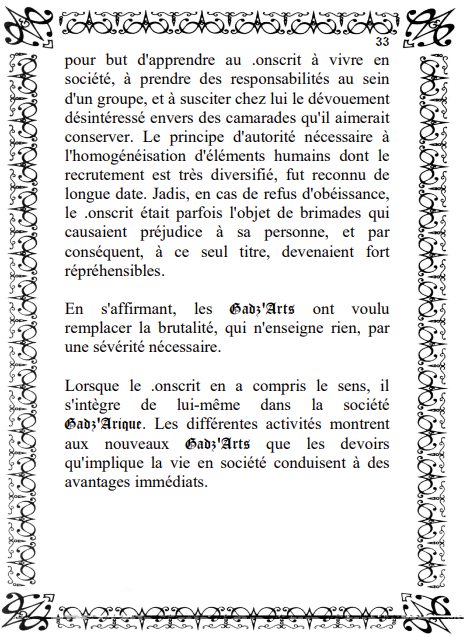 33
pour but d'apprendre au .onscrit à vivre en
société, à prendre des responsabilités au sein
d'un groupe, et à susciter chez lui le dévouement
désintéressé envers des camarades qu'il aimerait
conserver. Le principe d'autorité nécessaire à
l'homogénéisation d'éléments humains dont le
recrutement est très diversifié, fut reconnu de
longue date. Jadis, en cas de refus d'obéissance,
le .onscrit était parfois l'objet de brimades qui
causaient préjudice à sa personne, et par
conséquent, à ce seul titre, devenaient fort
répréhensibles.
En s'affirmant, les Gadz'Arts ont voulu
remplacer la brutalité, qui n'enseigne rien, par
une sévérité nécessaire.
Lorsque le .onscrit en a compris le sens, il
s'intègre de lui-même dans la société
Gadz'Arique. Les différentes activités montrent
aux nouveaux Gadz'Arts que les devoirs
qu'implique la vie en société conduisent à des
avantages immédiats.